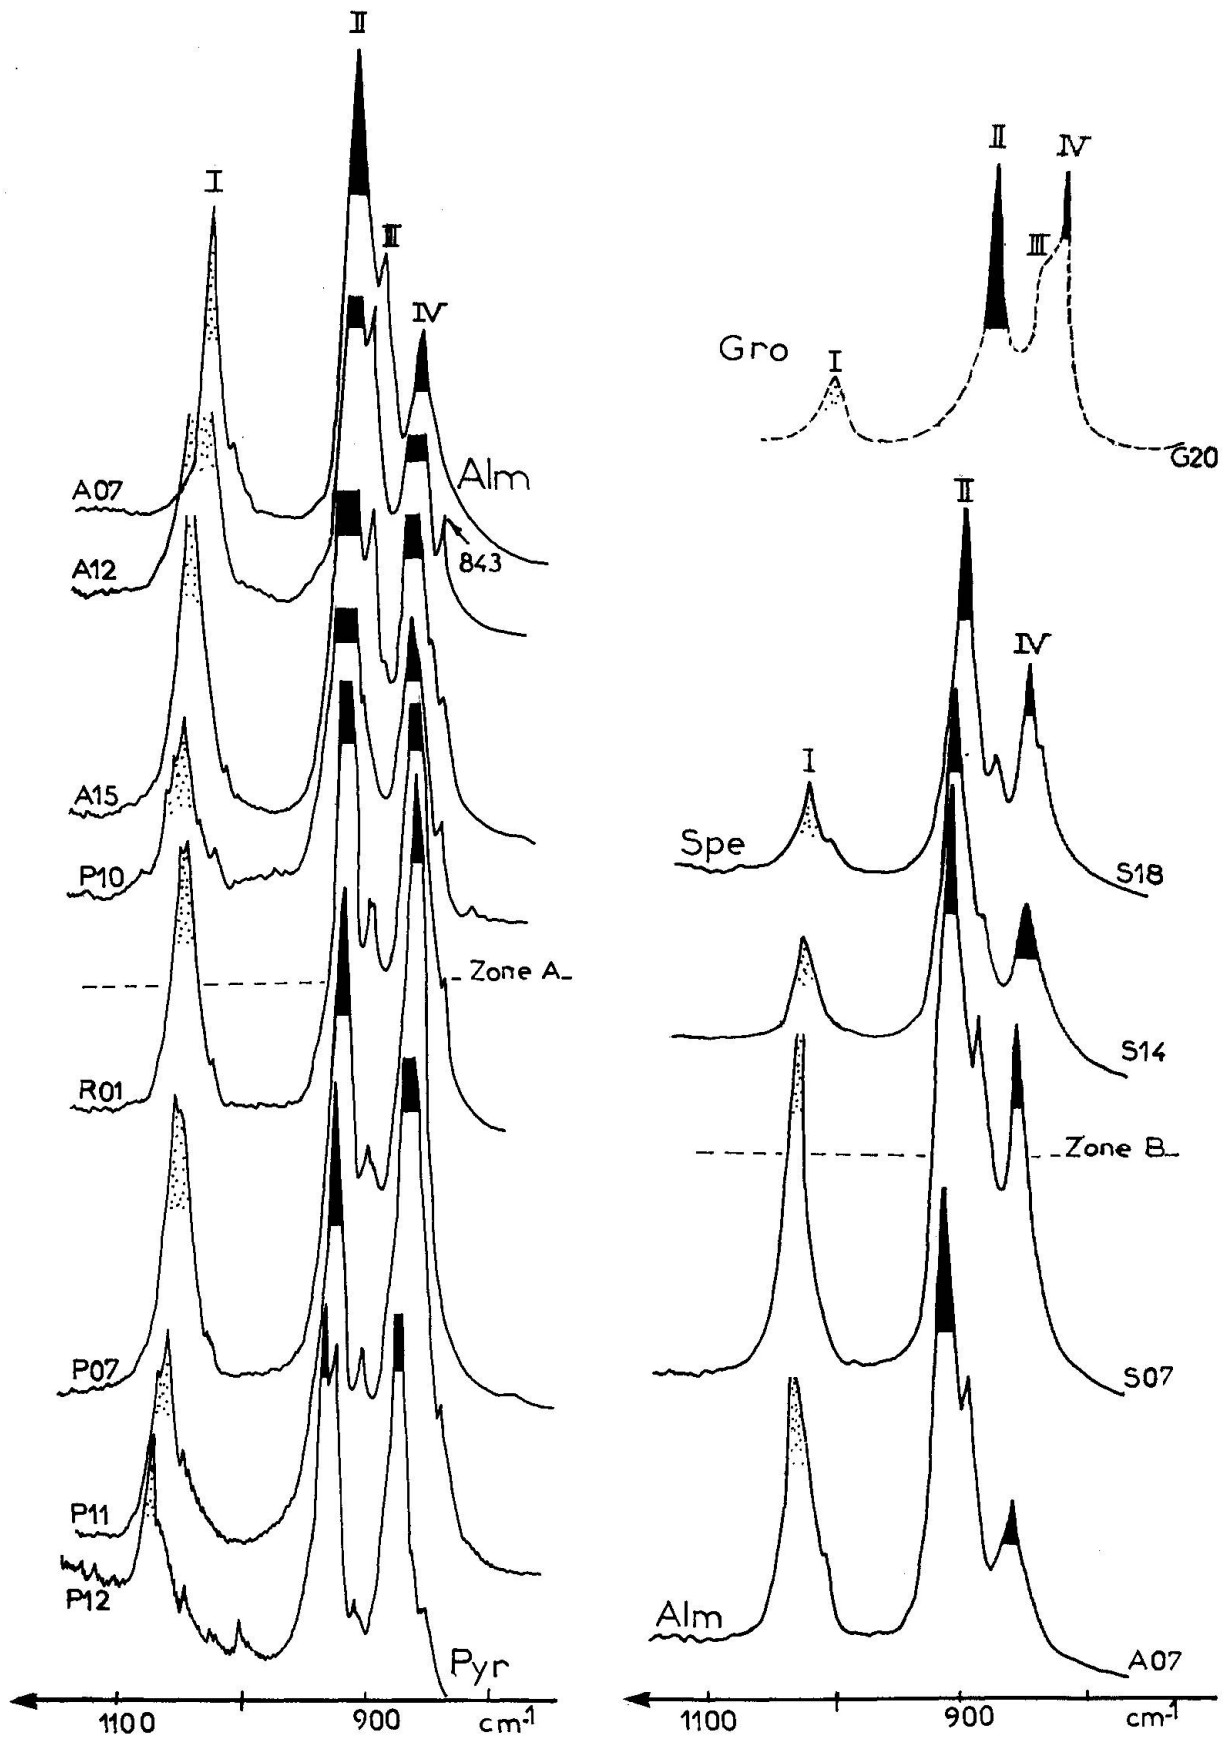 II
I
III
IV
A07
Alm
843
A12
A15
P10
Zone A
R01
P07
P11
P12
Pyr
1100
900
cm-1
II
IV
III
Gro
I
G20
II
IV
I
Spe
S18
S14
Zone B
S07
Alm
A07
1100
900
cm-1